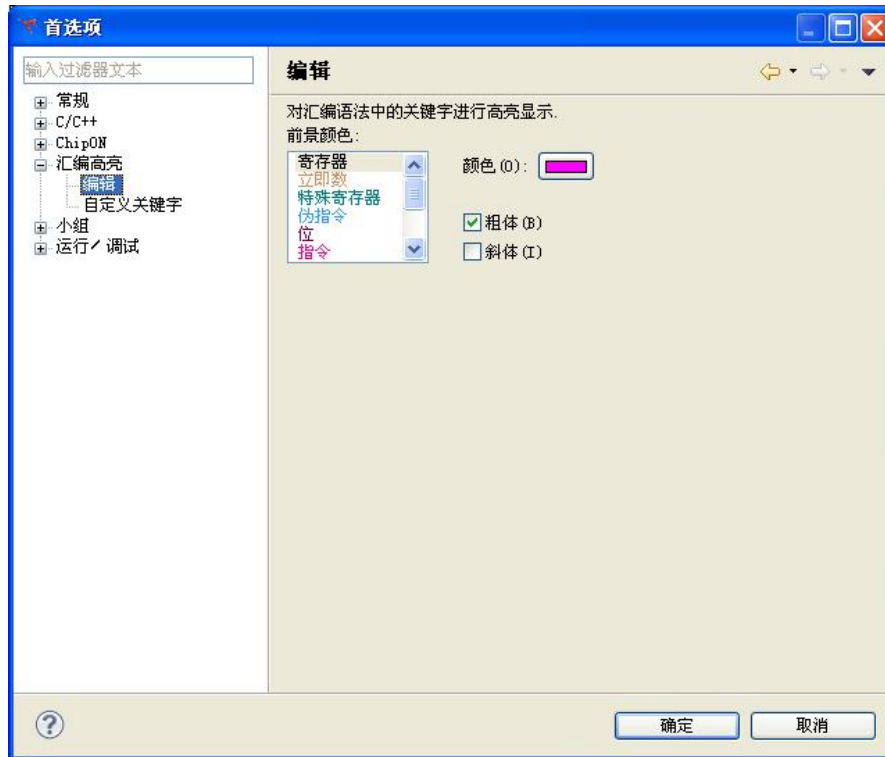 首选项
输入过滤器文本
常规
C/C++
ChipON
汇编高亮
编辑
自定义关键字
小组
运行/调试
编辑
对汇编语法中的关键字进行高亮显示.
前景颜色:
寄存器
立即数
特殊寄存器
伪指令
位
指令
颜色(O):
粗体(B)
斜体(I)
?
确定
取消